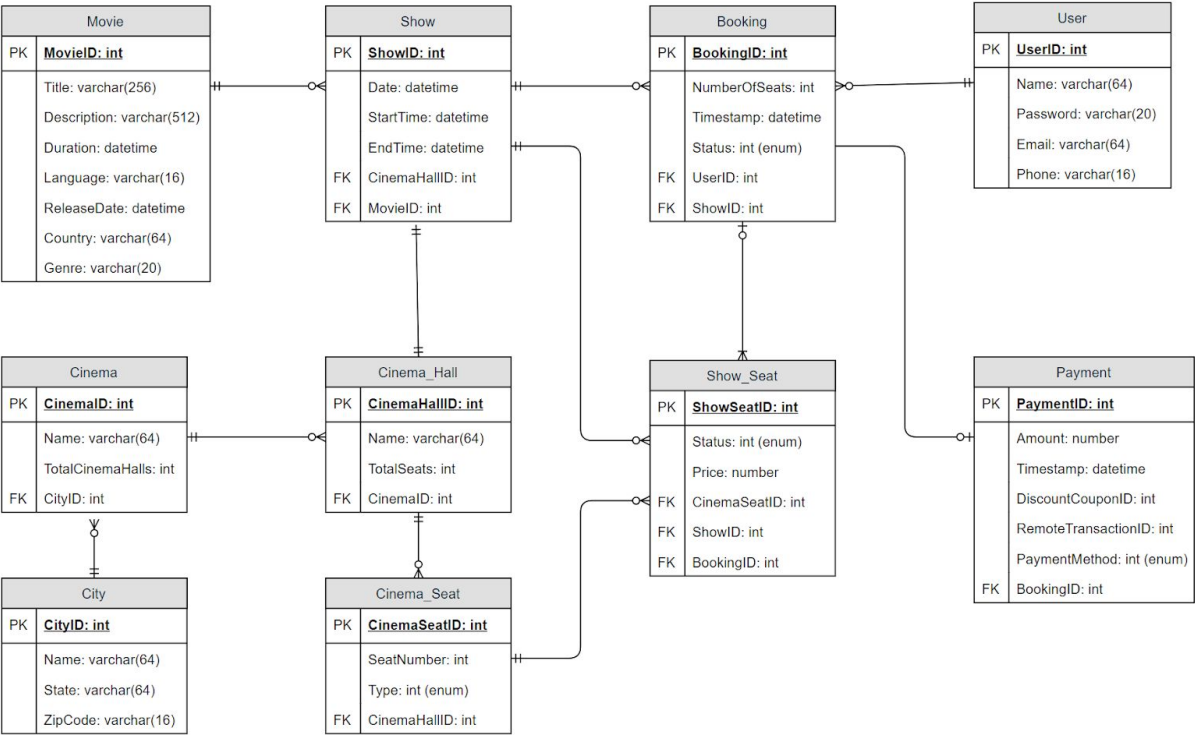 Movie
PK MovieID: int
Title: varchar(256)
Description: varchar(512)
Duration: datetime
Language: varchar(16)
ReleaseDate: datetime
Country: varchar(64)
Genre: varchar(20)
Show
PK ShowID: int
Date: datetime
StartTime: datetime
EndTime: datetime
FK CinemaHallID: int
FK MovieID: int
Booking
PK BookingID: int
NumberOfSeats: int
Timestamp: datetime
Status: int (enum)
FK UserID: int
FK ShowID: int
User
PK UserID: int
Name: varchar(64)
Password: varchar(20)
Email: varchar(64)
Phone: varchar(16)
Cinema
PK CinemaID: int
Name: varchar(64)
TotalCinemaHalls: int
FK CityID: int
Cinema_Hall
PK CinemaHallID: int
Name: varchar(64)
TotalSeats: int
FK CinemaID: int
Show_Seat
PK ShowSeatID: int
Status: int (enum)
Price: number
FK CinemaSeatID: int
FK ShowID: int
FK BookingID: int
Payment
PK PaymentID: int
Amount: number
Timestamp: datetime
DiscountCouponID: int
RemoteTransactionID: int
PaymentMethod: int (enum)
FK BookingID: int
City
PK CityID: int
Name: varchar(64)
State: varchar(64)
ZipCode: varchar(16)
Cinema_Seat
PK CinemaSeatID: int
SeatNumber: int
Type: int (enum)
FK CinemaHallID: int